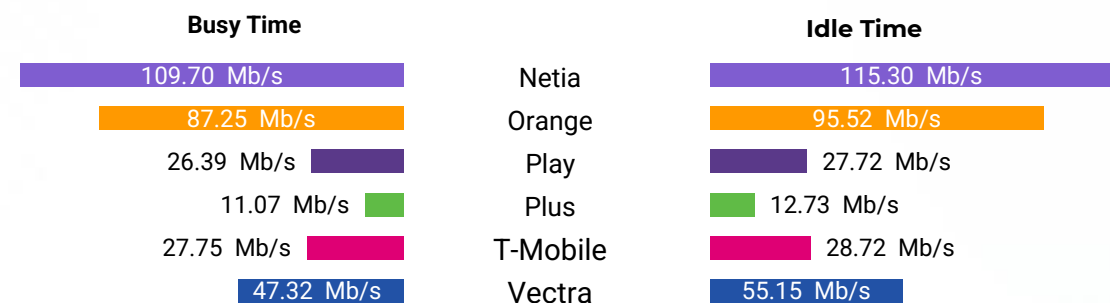 Busy Time Idle Time
109.70 Mb/s Netia 115.30 Mb/s
87.25 Mb/s Orange 95.52 Mb/s
26.39 Mb/s Play 27.72 Mb/s
11.07 Mb/s Plus 12.73 Mb/s
27.75 Mb/s T-Mobile 28.72 Mb/s
47.32 Mb/s Vectra 55.15 Mb/s